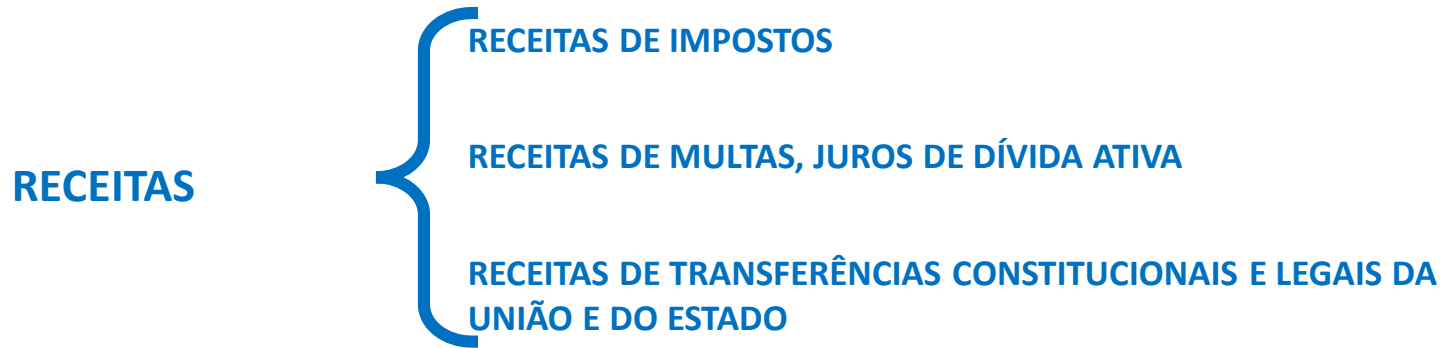 RECEITAS DE IMPOSTOS
RECEITAS DE MULTAS, JUROS DE DÍVIDA ATIVA
RECEITAS
RECEITAS DE TRANSFERÊNCIAS CONSTITUCIONAIS E LEGAIS DA
UNIÃO E DO ESTADO